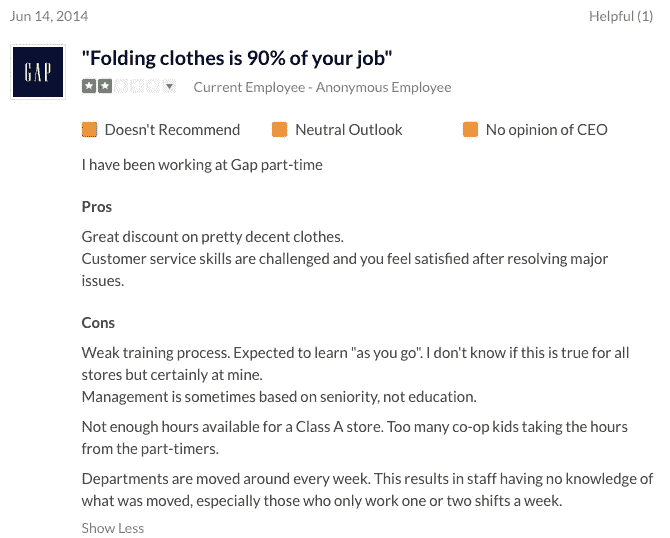 Jun 14, 2014 Helpful (1)
GAP
"Folding clothes is 90% of your job"
Current Employee - Anonymous Employee
Doesn't Recommend Neutral Outlook No opinion of CEO
I have been working at Gap part-time
Pros
Great discount on pretty decent clothes.
Customer service skills are challenged and you feel satisfied after resolving major
issues.
Cons
Weak training process. Expected to learn "as you go". I don't know if this is true for all
stores but certainly at mine.
Management is sometimes based on seniority, not education.
Not enough hours available for a Class A store. Too many co-op kids taking the hours
from the part-timers.
Departments are moved around every week. This results in staff having no knowledge of
what was moved, especially those who only work one or two shifts a week.
Show Less